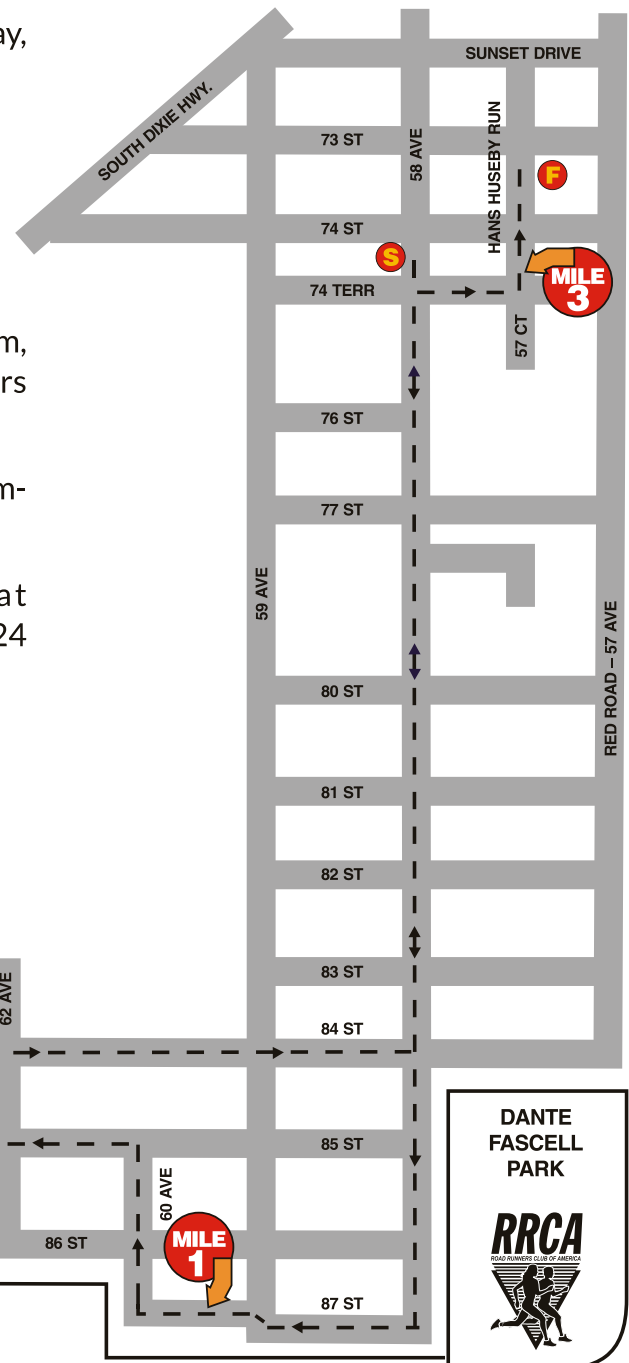 ay,
m,
rs
m-
at
24
SUNSET DRIVE
SOUTH DIXIE HWY.
73 ST
58 AVE
HANS HUSEBY RUN
F
74 ST
S
74 TERR
MILE
3
57 CT
76 ST
77 ST
59 AVE
RED ROAD – 57 AVE
80 ST
81 ST
82 ST
83 ST
62 AVE
84 ST
85 ST
60 AVE
86 ST
MILE
1
87 ST
DANTE
FASCELL
PARK
RRCA
ROAD RUNNERS CLUB OF AMERICA